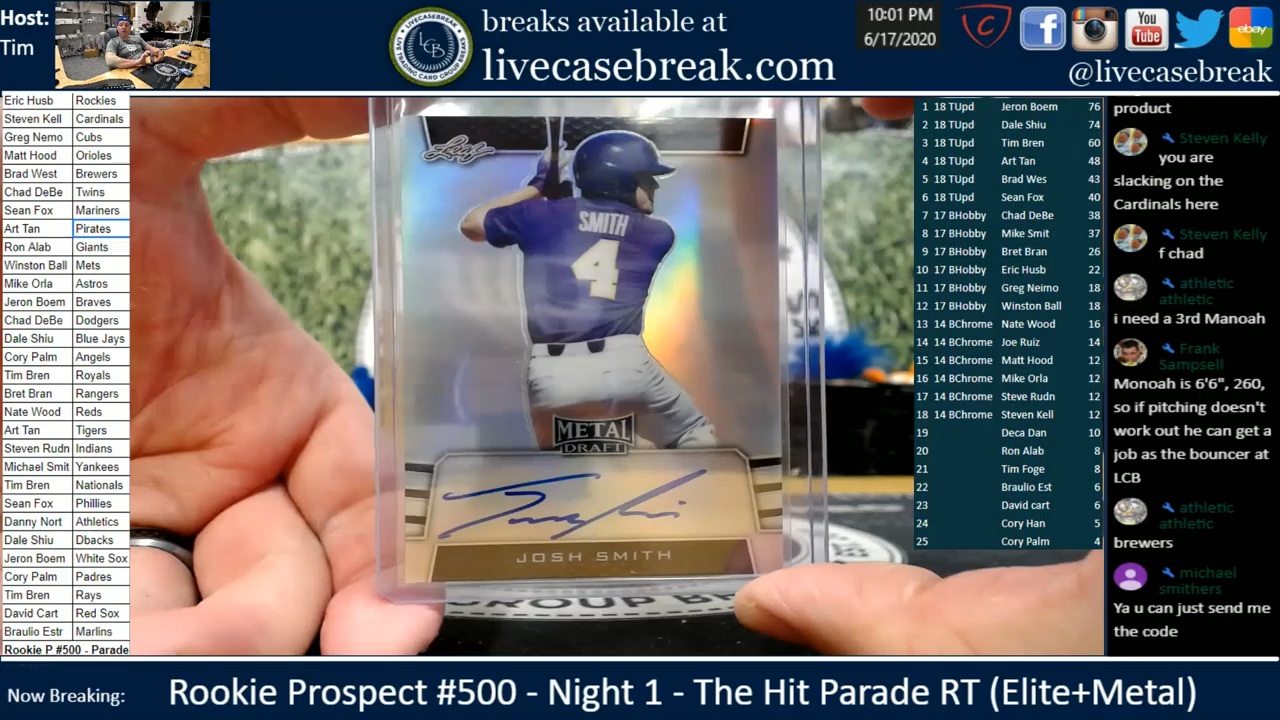 Host:
Tim
breaks available at
livecasebreak.com
LIVE TRADING CARD GROUP BREAKS
LCB
10:01 PM
6/17/2020
You
Tube
ebay
@livecasebreak
Eric Husb Rockies
Steven Kell Cardinals
Greg Nemo Cubs
Matt Hood Orioles
Brad West Brewers
Chad DeBe Twins
Sean Fox Mariners
Art Tan Pirates
Ron Alab Giants
Winston Ball Mets
Mike Orla Astros
Jeron Boem Braves
Chad DeBe Dodgers
Dale Shiu Blue Jays
Cory Palm Angels
Tim Bren Royals
Bret Bran Rangers
Nate Wood Reds
Art Tan Tigers
Steven Rudn Indians
Michael Smit Yankees
Tim Bren Nationals
Sean Fox Phillies
Danny Nort Athletics
Dale Shiu Dbacks
Jeron Boem White Sox
Cory Palm Padres
Tim Bren Rays
David Cart Red Sox
Braulio Estr Marlins
Rookie P #500 - Parade
Leaf
SMITH
4
METAL
DRAFT
JOSH SMITH
GROUP BRE
1 18 TUpd Jeron Boem 76
2 18 TUpd Dale Shiu 74
3 18 TUpd Tim Bren 60
4 18 TUpd Art Tan 48
5 18 TUpd Brad Wes 43
6 18 TUpd Sean Fox 40
7 17 BHobby Chad DeBe 38
8 17 BHobby Mike Smit 37
9 17 BHobby Bret Bran 26
10 17 BHobby Eric Husb 22
11 17 BHobby Greg Neimo 18
12 17 BHobby Winston Ball 18
13 14 BChrome Nate Wood 16
14 14 BChrome Joe Ruiz 14
15 14 BChrome Matt Hood 12
16 14 BChrome Mike Orla 12
17 14 BChrome Steve Rudn 12
18 14 BChrome Steven Kell 12
19 Deca Dan 10
20 Ron Alab 8
21 Tim Foge 8
22 Braulio Est 6
23 David cart 6
24 Cory Han 5
25 Cory Palm 4
product
Steven Kelly
you are
slacking on the
Cardinals here
Steven Kelly
f chad
athletic
athletic
i need a 3rd Manoah
Frank
Sampsell
Monoah is 6'6", 260,
so if pitching doesn't
work out he can get a
job as the bouncer at
LCB
athletic
athletic
brewers
michael
smithers
Ya u can just send me
the code
Now Breaking: Rookie Prospect #500 - Night 1 - The Hit Parade RT (Elite+Metal)